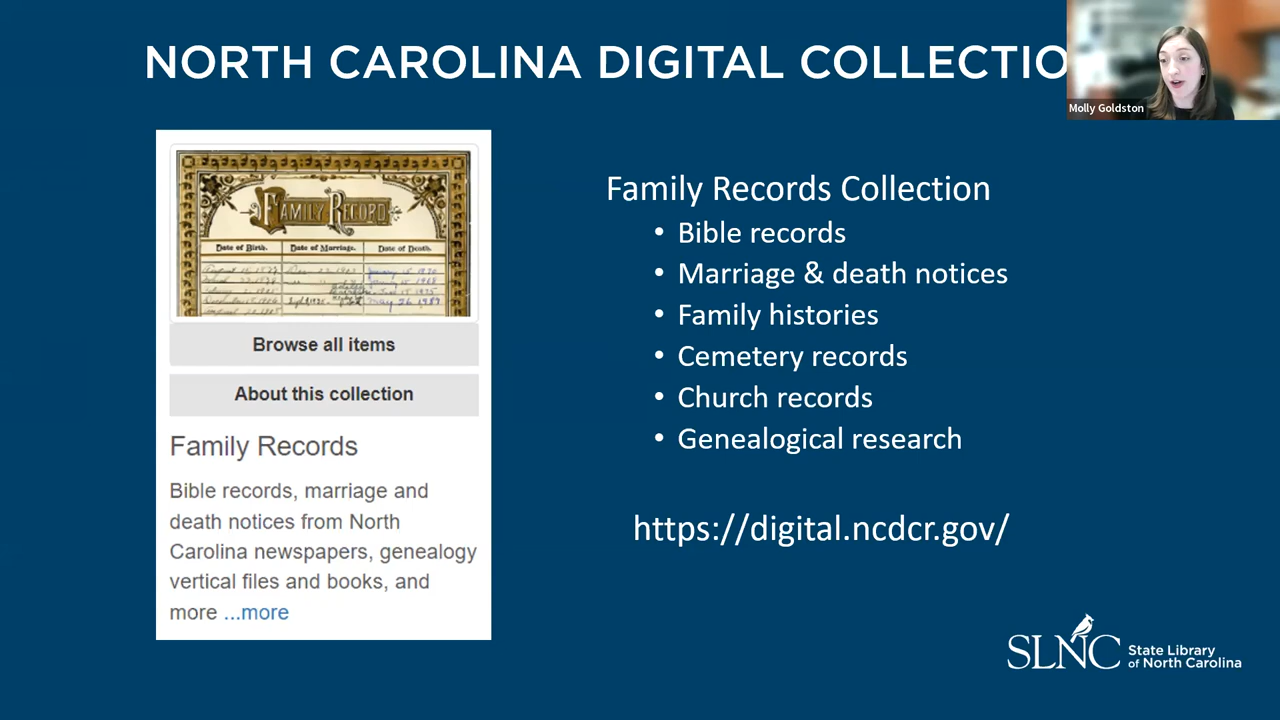 NORTH CAROLINA DIGITAL COLLECTIO
Molly Goldston
FAMILY RECORD
Date of Birth. Date of Marriage. Date of Death.
Browse all items
About this collection
Family Records
Bible records, marriage and
death notices from North
Carolina newspapers, genealogy
vertical files and books, and
more ...more
Family Records Collection
• Bible records
• Marriage & death notices
• Family histories
• Cemetery records
• Church records
• Genealogical research
https://digital.ncdcr.gov/
SLNC State Library
of North Carolina